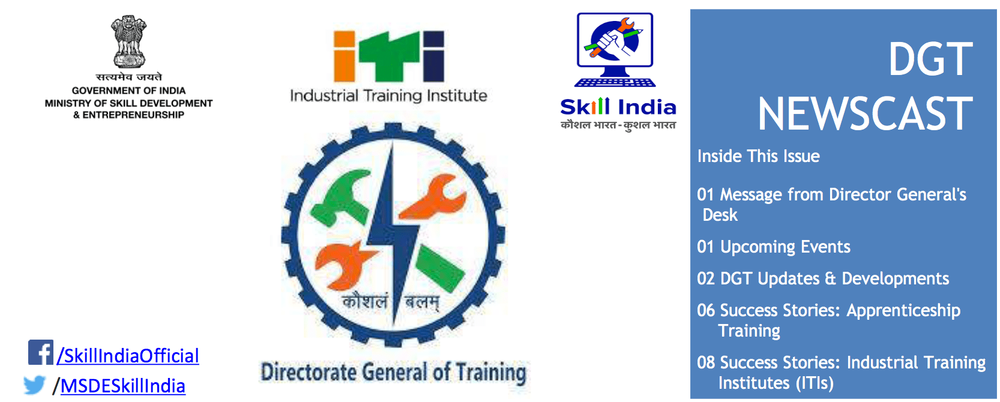 सत्यमेव जयते
GOVERNMENT OF INDIA
MINISTRY OF SKILL DEVELOPMENT
& ENTREPRENEURSHIP
iTi
Industrial Training Institute
Skill India
कौशल भारत - कुशल भारत
कौशलं बलम्
Directorate General of Training
/SkillIndiaOfficial
/MSDESkillIndia
DGT
NEWSCAST
Inside This Issue
01 Message from Director General's
Desk
01 Upcoming Events
02 DGT Updates & Developments
06 Success Stories: Apprenticeship
Training
08 Success Stories: Industrial Training
Institutes (ITIs)